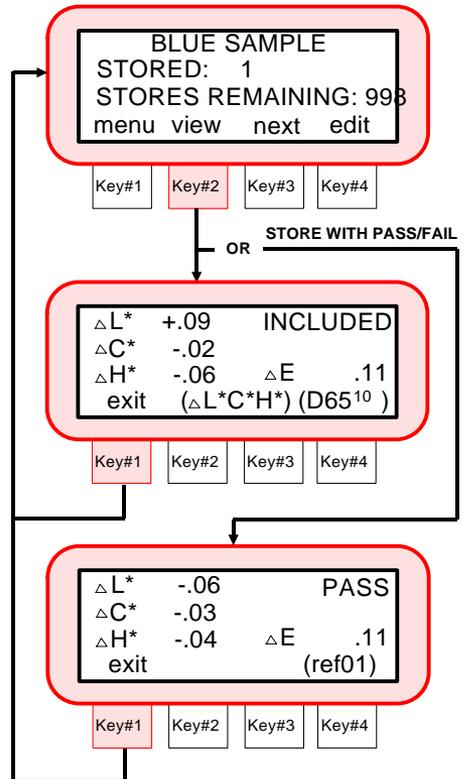 BLUE SAMPLE
STORED: 1
STORES REMAINING: 998
menu view next edit
Key#1 Key#2 Key#3 Key#4
OR STORE WITH PASS/FAIL
△L* +.09 INCLUDED
△C* -.02
△H* -.06 △E .11
exit (△L*C*H*) (D65¹⁰ )
Key#1 Key#2 Key#3 Key#4
△L* -.06 PASS
△C* -.03
△H* -.04 △E .11
exit (ref01)
Key#1 Key#2 Key#3 Key#4